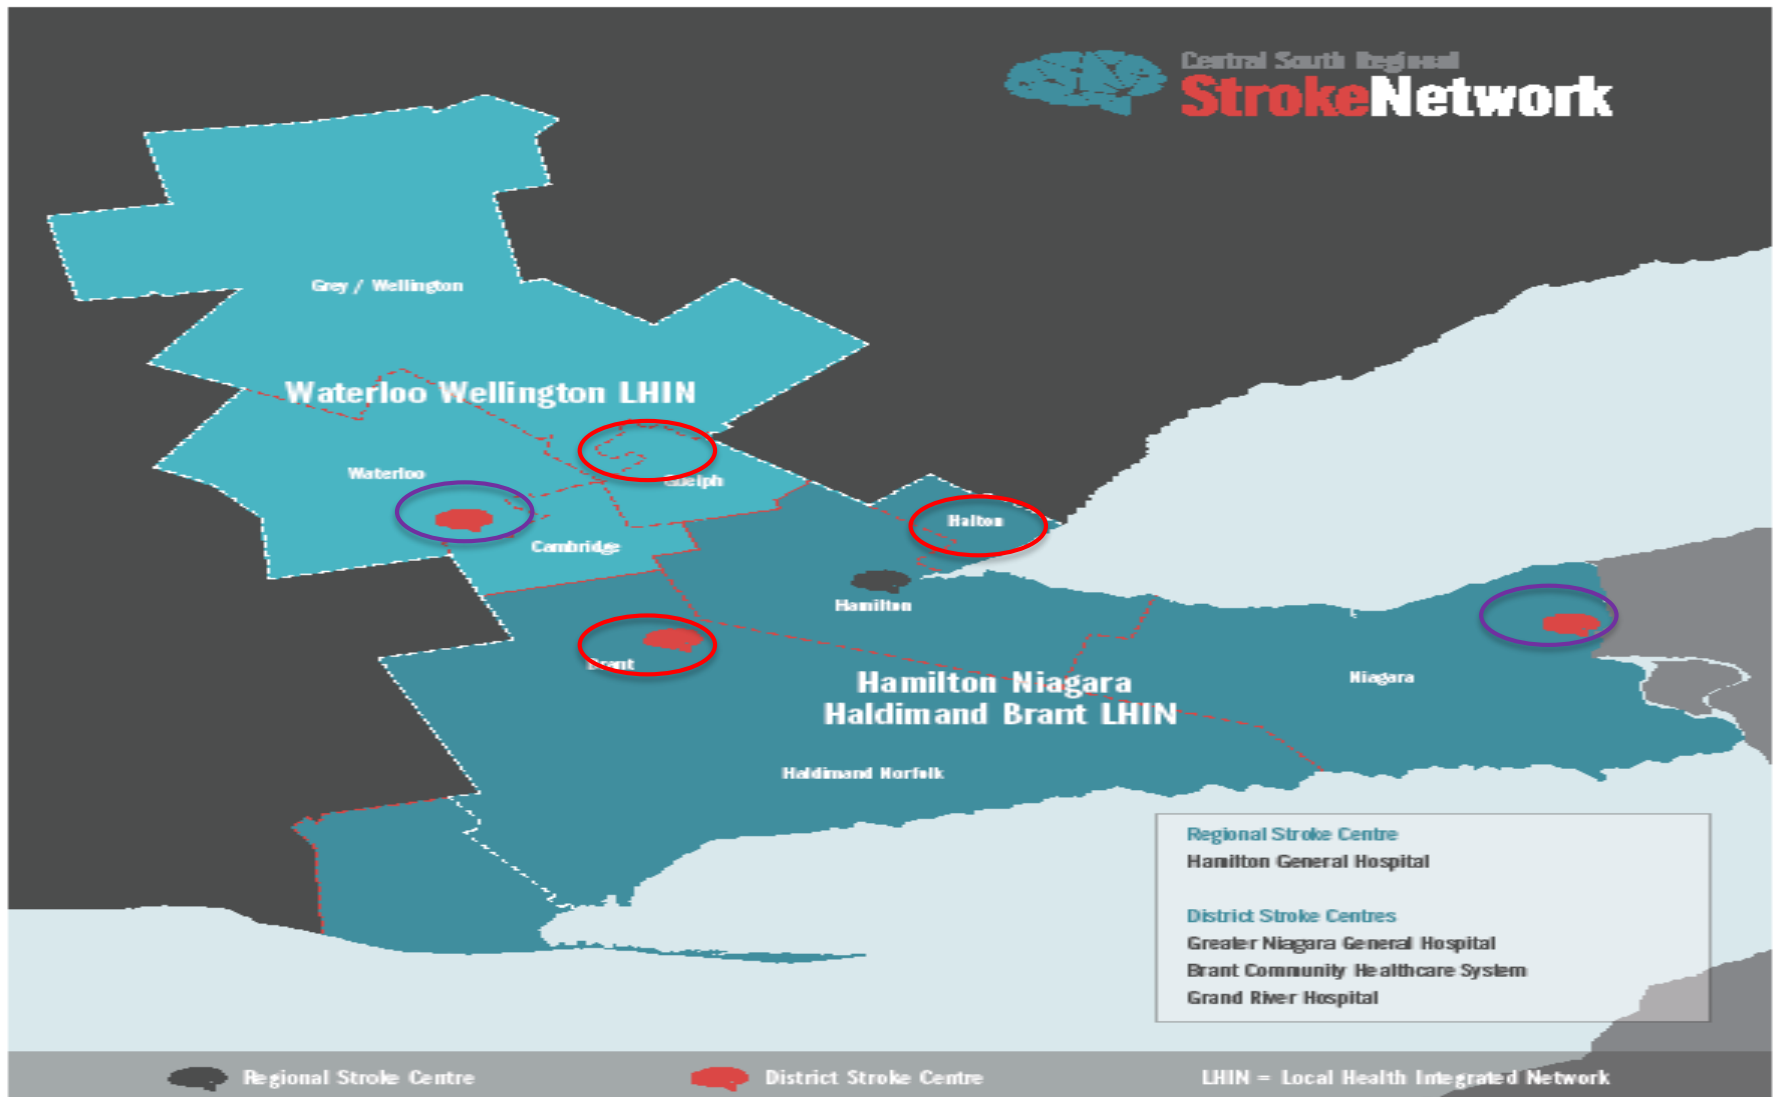 Central South Regional
StrokeNetwork
Grey / Wellington
Waterloo Wellington LHIN
Waterloo
Guelph
Halton
Cambridge
Hamilton
Brant
Hamilton Niagara
Haldimand Brant LHIN
Niagara
Haldimand Norfolk
Regional Stroke Centre
Hamilton General Hospital
District Stroke Centres
Greater Niagara General Hospital
Brant Community Healthcare System
Grand River Hospital
Regional Stroke Centre
District Stroke Centre
LHIN = Local Health Integrated Network